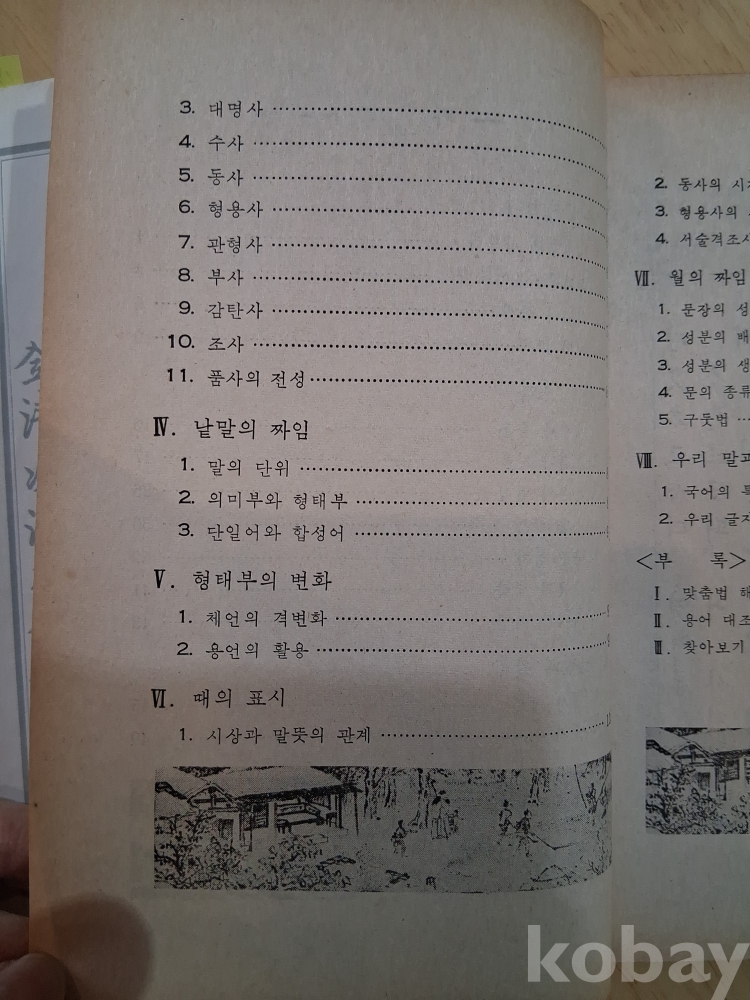 3. 대명사
4. 수사
5. 동사
6. 형용사
7. 관형사
8. 부사
9. 감탄사
10. 조사
11. 품사의 전성
Ⅳ. 낱말의 짜임
1. 말의 단위
2. 의미부와 형태부
3. 단일어와 합성어
Ⅴ. 형태부의 변화
1. 체언의 격변화
2. 용언의 활용
Ⅵ. 때의 표시
1. 시상과 말뜻의 관계
2. 동사의
3. 형용사의
4. 서술격조사
Ⅶ. 월의 짜임
1. 문장의
2. 성분의
3. 성분의
4. 문의 종류
5. 구둣법
Ⅷ. 우리
1. 국어의
2. 우리
<부 록>
Ⅰ. 맞춤법
Ⅱ. 용어
Ⅲ. 찾아보기
kobay